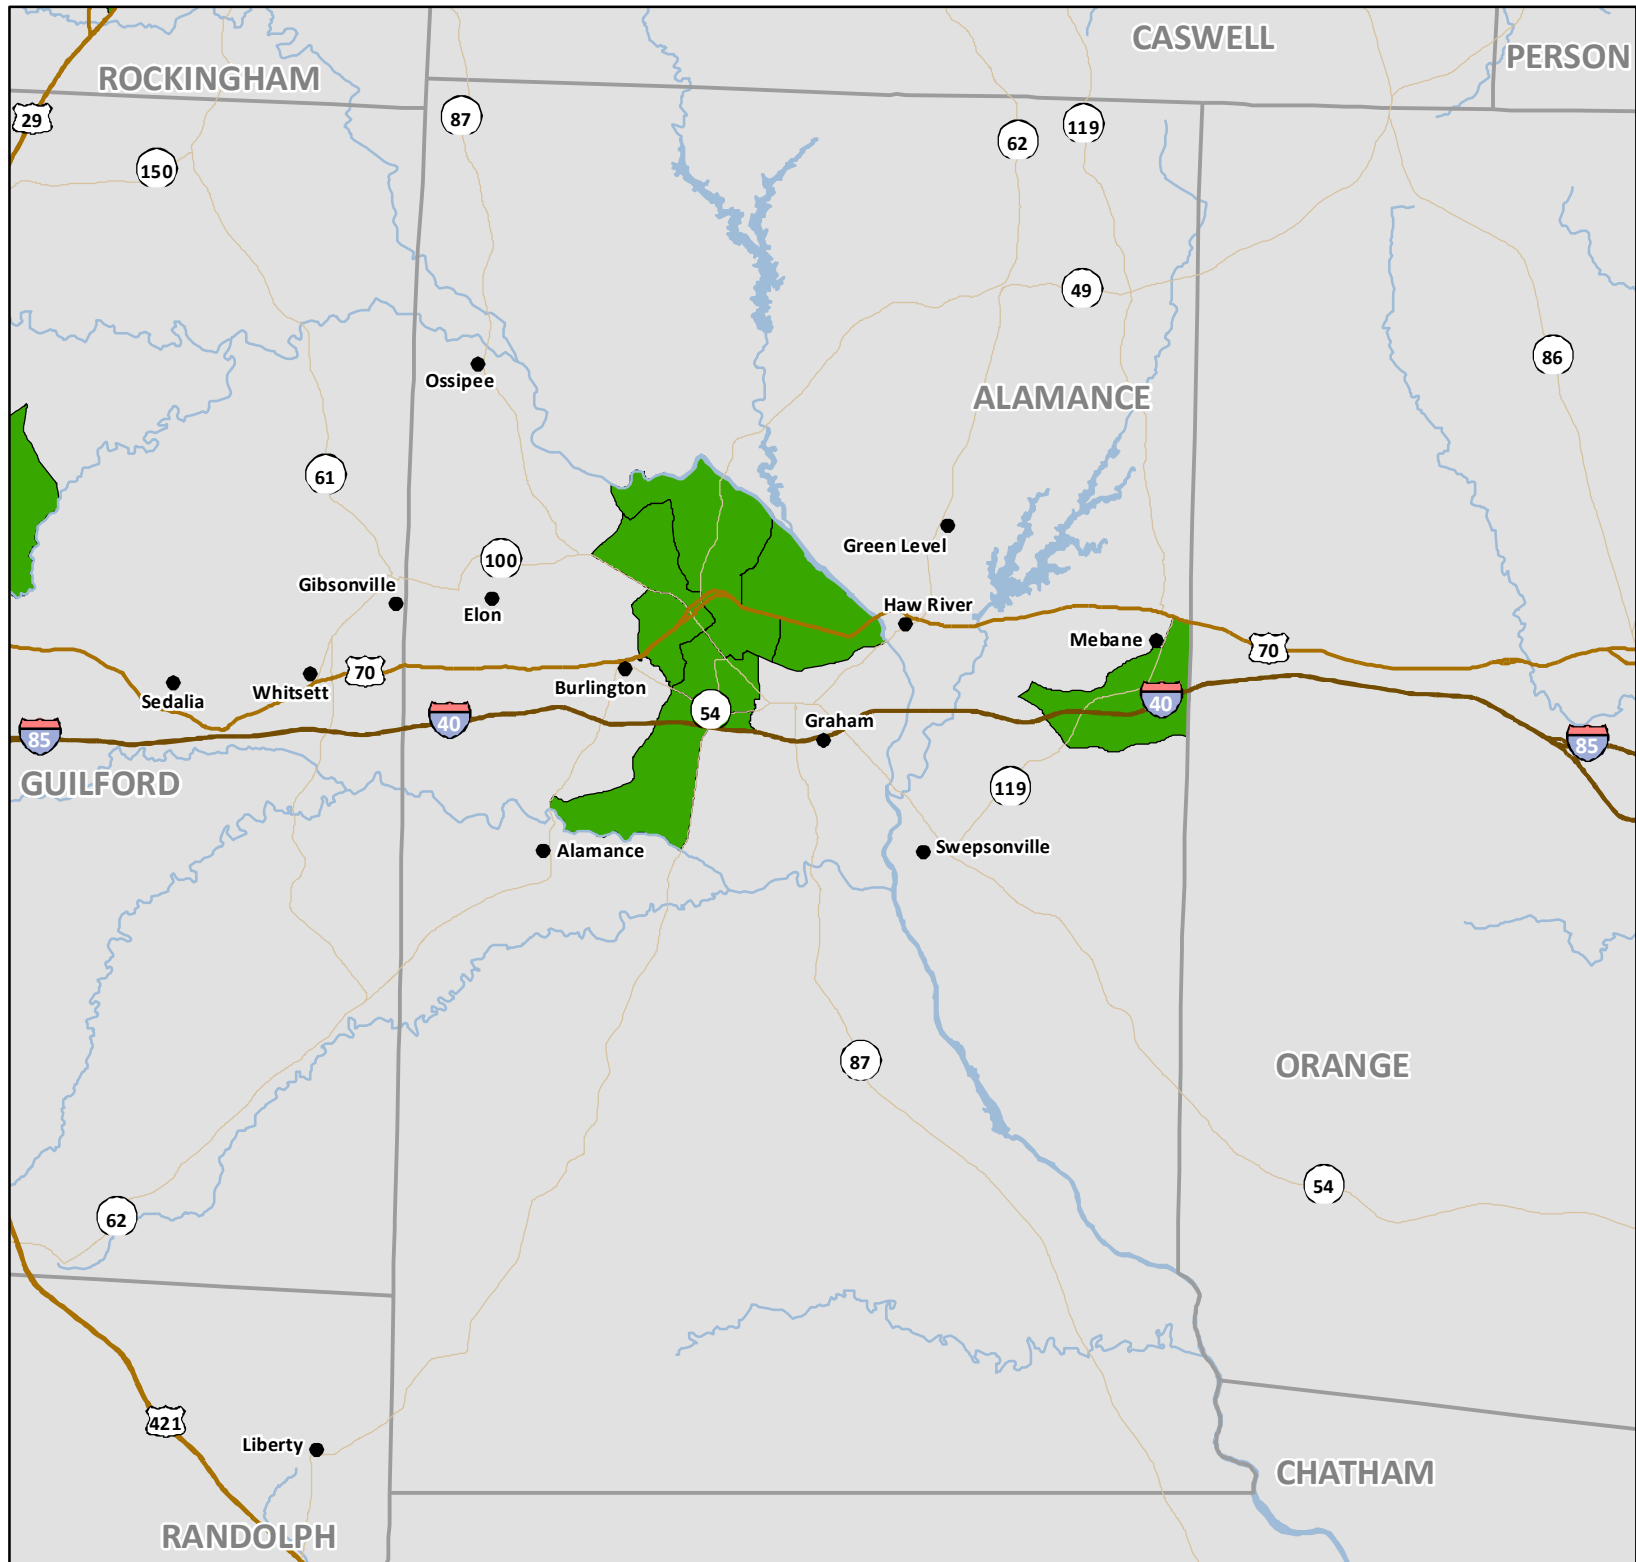 CASWELL
PERSON
ROCKINGHAM
29
87
119
62
150
49
86
Ossipee
ALAMANCE
61
Green Level
100
Gibsonville
Elon
Haw River
Mebane
70
70
Whitsett
Sedalia
Burlington
40
54
40
Graham
85
85
GUILFORD
119
Alamance
Swepsonville
87
ORANGE
54
62
421
Liberty
CHATHAM
RANDOLPH